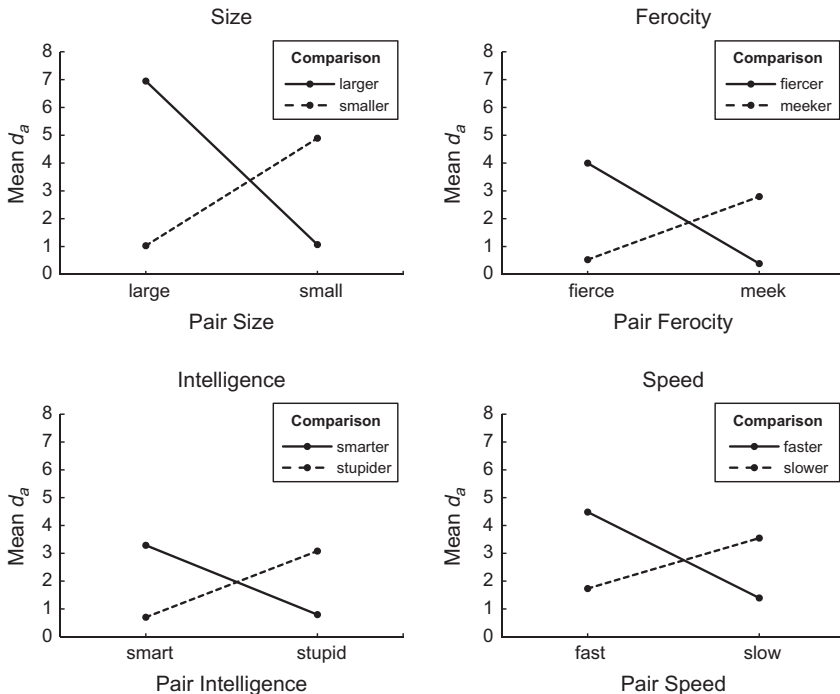 Size
Mean da
8
7
6
5
4
3
2
1
0
Comparison
larger
smaller
large small
Pair Size
Ferocity
Mean da
8
7
6
5
4
3
2
1
0
Comparison
fiercer
meeker
fierce meek
Pair Ferocity
Intelligence
Mean da
8
7
6
5
4
3
2
1
0
Comparison
smarter
stupider
smart stupid
Pair Intelligence
Speed
Mean da
8
7
6
5
4
3
2
1
0
Comparison
faster
slower
fast slow
Pair Speed